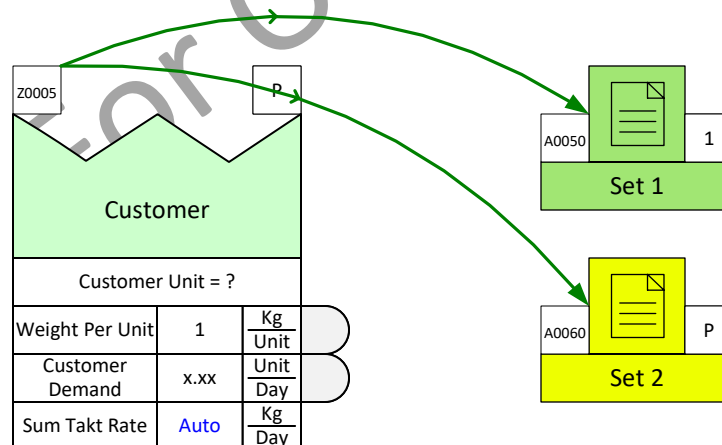 For
Z0005
P
A0050
1
Set 1
Customer
Customer Unit = ?
Weight Per Unit
1
Kg
Unit
A0060
P
Set 2
Customer
Demand
x.xx
Unit
Day
Sum Takt Rate
Auto
Kg
Day